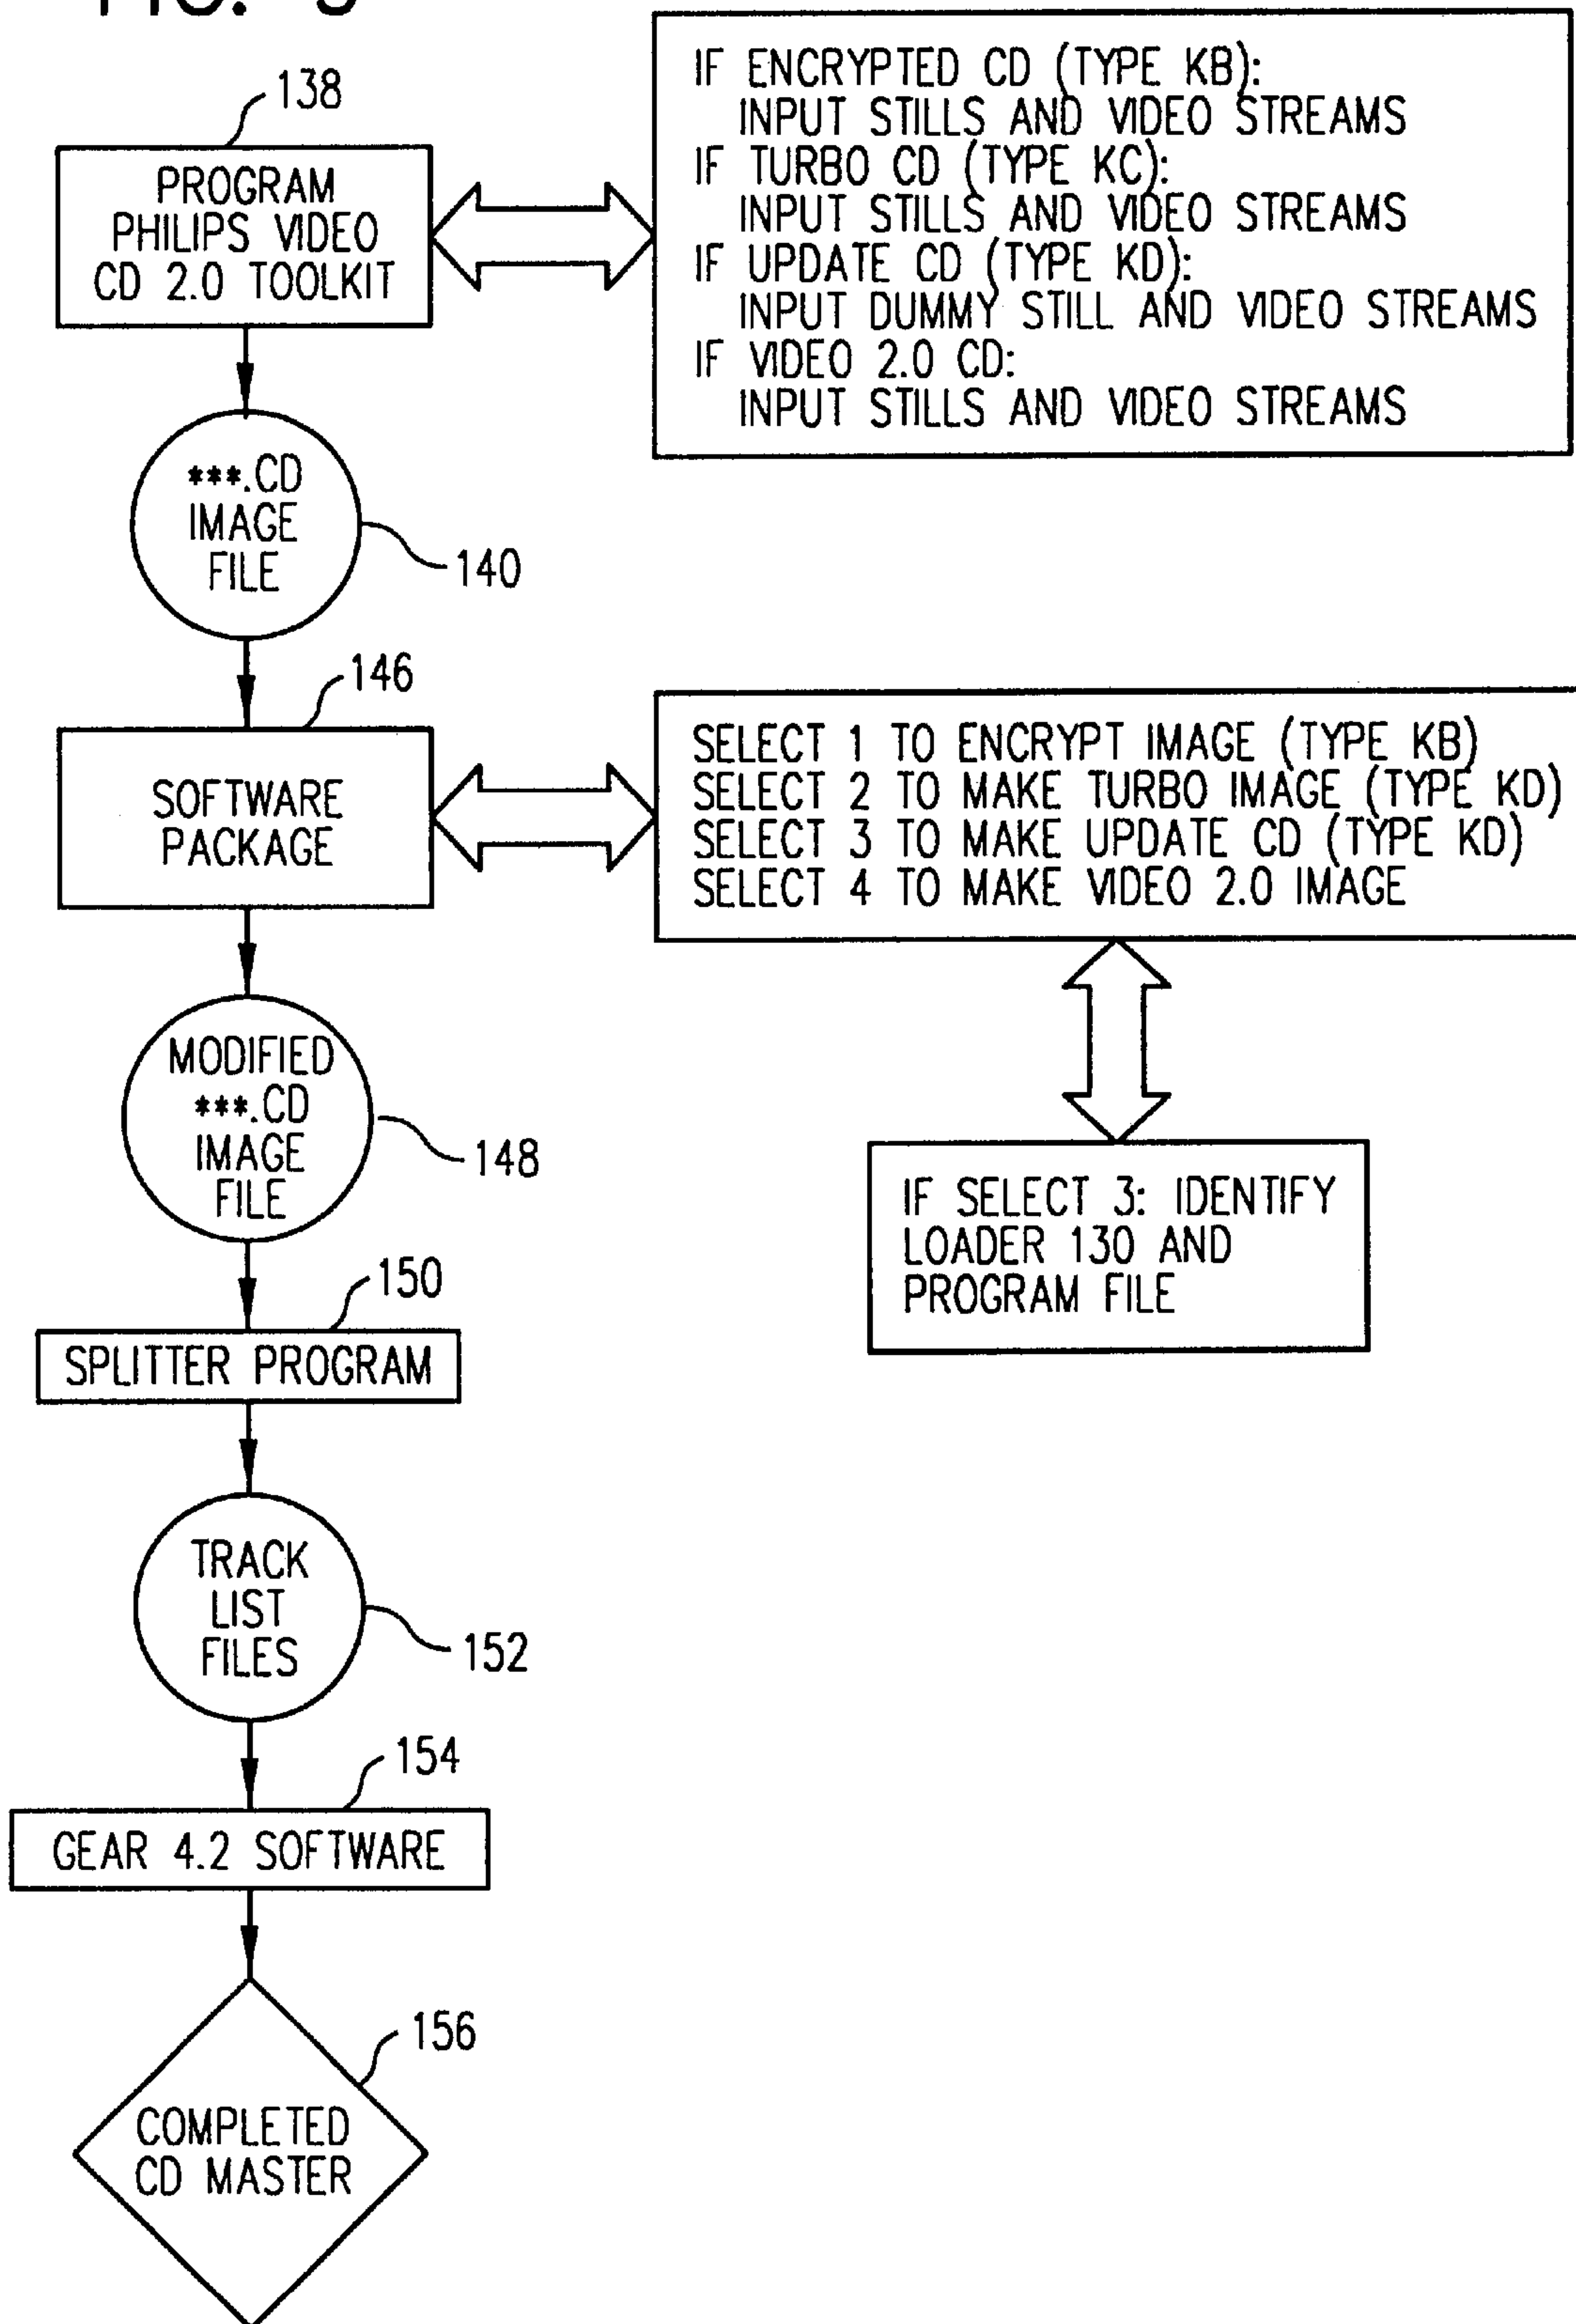 FIG.
138
PROGRAM
PHILIPS VIDEO
CD 2.0 TOOLKIT
IF ENCRYPTED CD (TYPE KB):
INPUT STILLS AND VIDEO STREAMS
IF TURBO CD (TYPE KC):
INPUT STILLS AND VIDEO STREAMS
IF UPDATE CD (TYPE KD):
INPUT DUMMY STILL AND VIDEO STREAMS
IF VIDEO 2.0 CD:
INPUT STILLS AND VIDEO STREAMS
***.CD
IMAGE
FILE
140
146
SOFTWARE
PACKAGE
SELECT 1 TO ENCRYPT IMAGE (TYPE KB)
SELECT 2 TO MAKE TURBO IMAGE (TYPE KD)
SELECT 3 TO MAKE UPDATE CD (TYPE KD)
SELECT 4 TO MAKE VIDEO 2.0 IMAGE
MODIFIED
***.CD
IMAGE
FILE
148
IF SELECT 3: IDENTIFY
LOADER 130 AND
PROGRAM FILE
150
SPLITTER PROGRAM
TRACK
LIST
FILES
152
154
GEAR 4.2 SOFTWARE
156
COMPLETED
CD MASTER